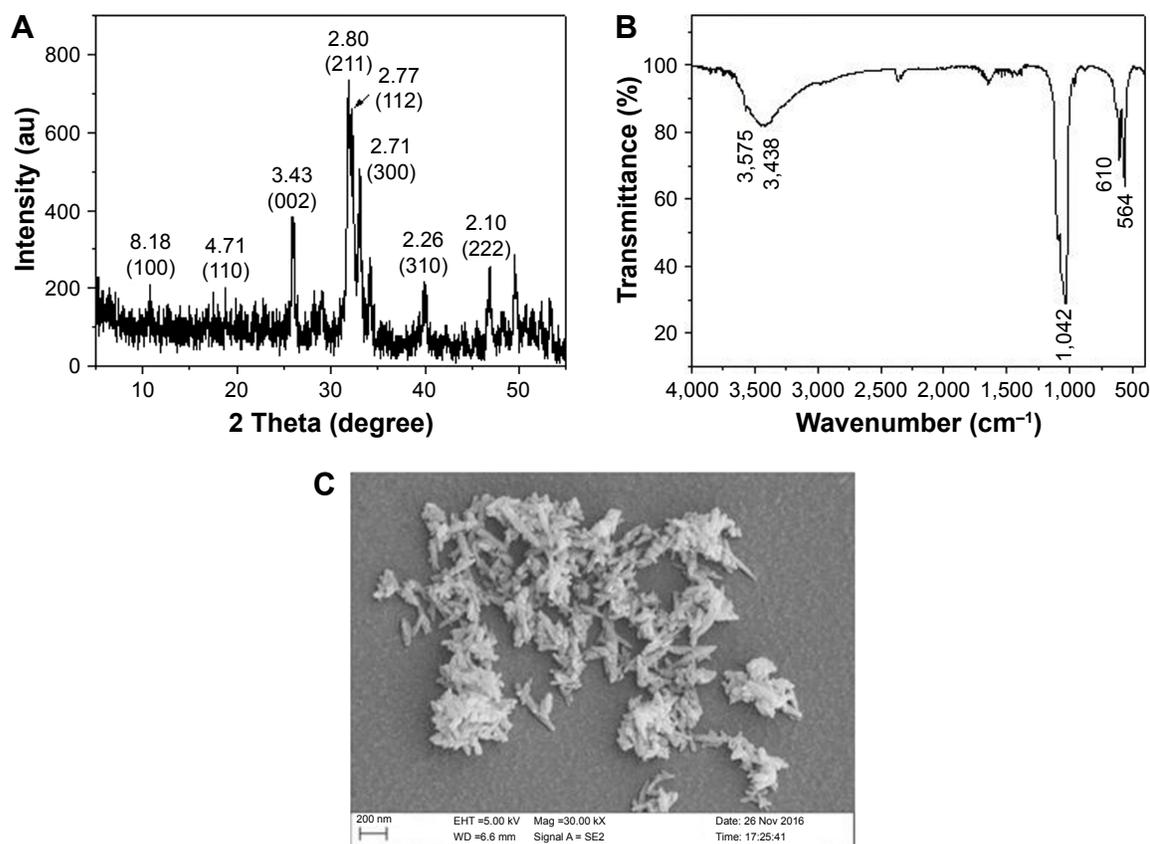 A
Intensity (au)
800
600
400
200
0
2.80
(211)
2.77
(112)
2.71
(300)
3.43
(002)
8.18
(100)
4.71
(110)
2.26
(310)
2.10
(222)
10 20 30 40 50
2 Theta (degree)
B
Transmittance (%)
100
80
60
40
20
3,575
3,438
1,042
610
564
4,000 3,500 3,000 2,500 2,000 1,500 1,000 500
Wavenumber (cm⁻¹)
C
200 nm
EHT =5.00 kV Mag =30.00 kX Date: 26 Nov 2016
WD =6.6 mm Signal A = SE2 Time: 17:25:41